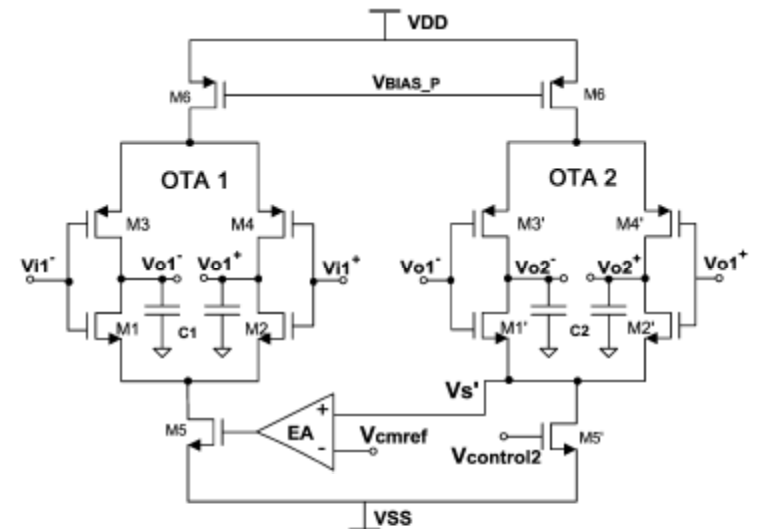 VDD
M6
VBIAS_P
M6
OTA 1
OTA 2
M3
M4
M3'
M4'
Vi1-
Vo1-
Vo1+
Vi1+
Vo1-
Vo2-
Vo2+
Vo1+
M1
C1
M2
M1'
C2
M2'
Vs'
M5
+
EA
-
Vcmref
Vcontrol2
M5'
VSS